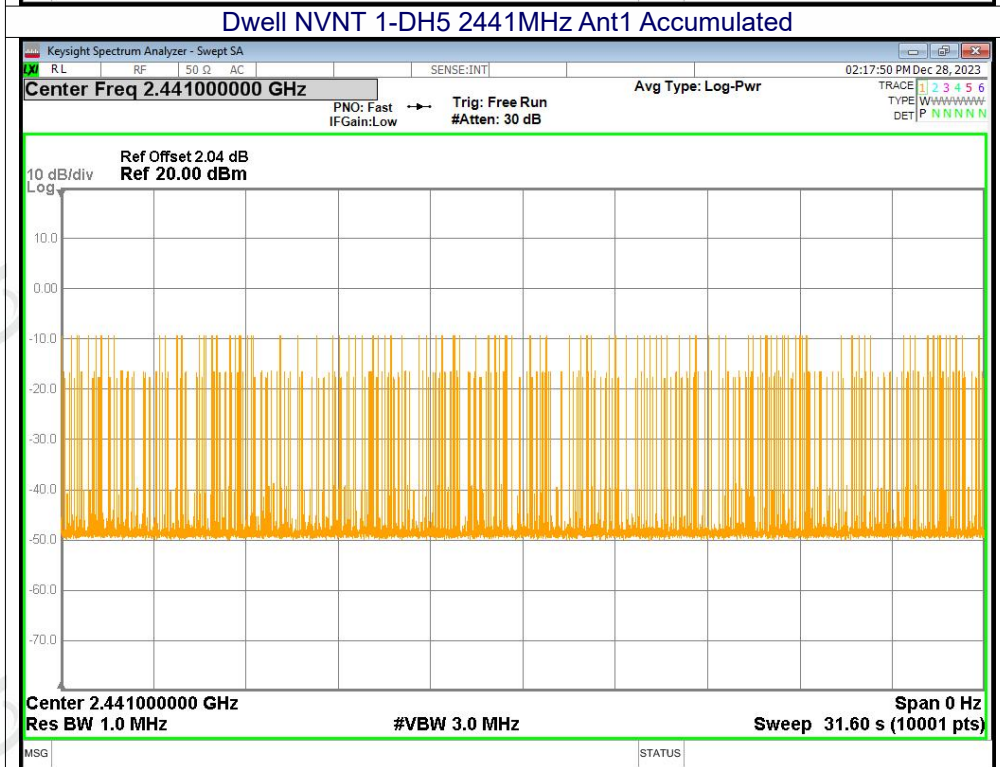 Dwell NVNT 1-DH5 2441MHz Ant1 Accumulated
Keysight Spectrum Analyzer - Swept SA
LXI RL RF 50 Ω AC SENSE:INT 02:17:50 PM Dec 28, 2023
Center Freq 2.441000000 GHz Avg Type: Log-Pwr TRACE 1 2 3 4 5 6
PNO: Fast Trig: Free Run TYPE WWWWWWW
IFGain:Low #Atten: 30 dB DET P N N N N N
Ref Offset 2.04 dB
10 dB/div Ref 20.00 dBm
Log
10.0
0.00
-10.0
-20.0
-30.0
-40.0
-50.0
-60.0
-70.0
Center 2.441000000 GHz Span 0 Hz
Res BW 1.0 MHz #VBW 3.0 MHz Sweep 31.60 s (10001 pts)
MSG STATUS